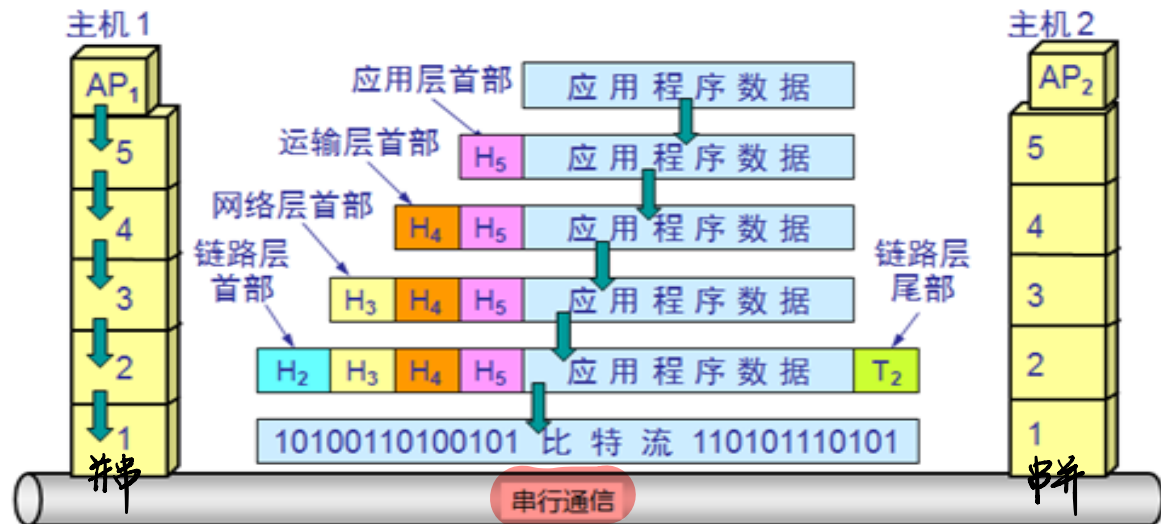 主机1
主机2
AP₁
AP₂
应用层首部
应用程序数据
5
运输层首部
H₅ 应用程序数据
5
网络层首部
4
H₄ H₅ 应用程序数据
4
链路层
首部
链路层
尾部
3
H₃ H₄ H₅ 应用程序数据
3
2
H₂ H₃ H₄ H₅ 应用程序数据 T₂
2
1
10100110100101 比特流 110101110101
1
并串
串并
串行通信